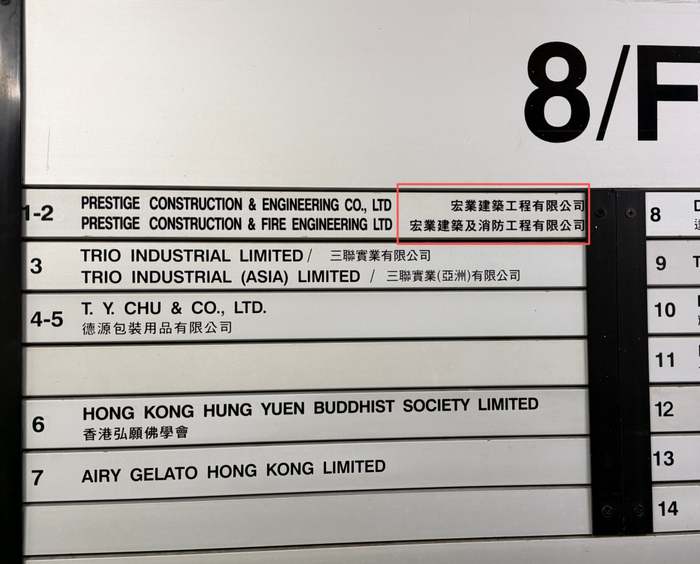 8/F
1-2 PRESTIGE CONSTRUCTION & ENGINEERING CO., LTD 宏業建築工程有限公司
PRESTIGE CONSTRUCTION & FIRE ENGINEERING LTD 宏業建築及消防工程有限公司
3 TRIO INDUSTRIAL LIMITED / 三聯實業有限公司
TRIO INDUSTRIAL (ASIA) LIMITED / 三聯實業(亞洲)有限公司
4-5 T. Y. CHU & CO., LTD.
德源包裝用品有限公司
6 HONG KONG HUNG YUEN BUDDHIST SOCIETY LIMITED
香港弘願佛學會
7 AIRY GELATO HONG KONG LIMITED
8
9
10
11
12
13
14